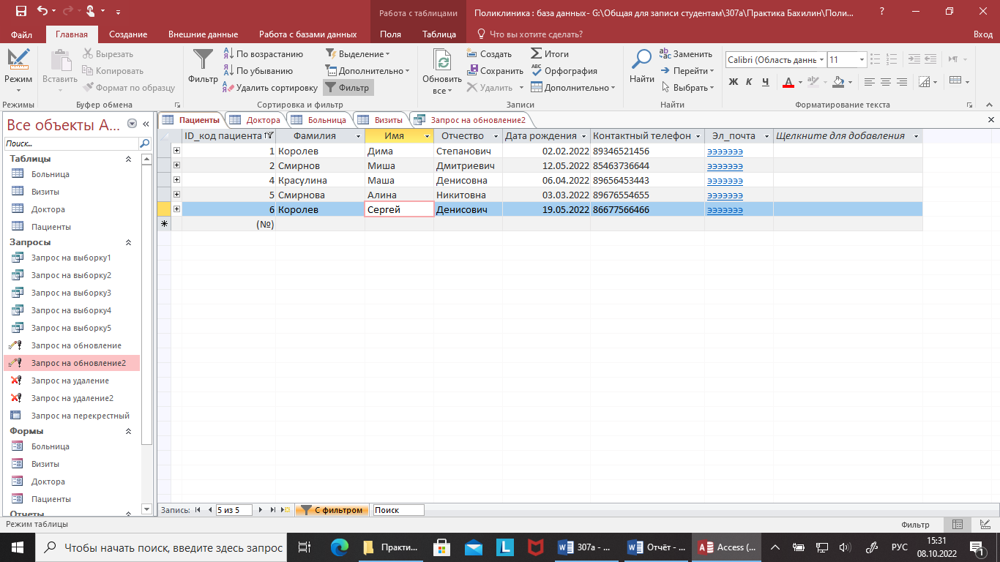 Работа с таблицами
Поликлиника : база данных- G:\Общая для записи студентам\307а\Практика Бахилин\Поли...
?
Файл Главная Создание Внешние данные Работа с базами данных Поля Таблица Что вы хотите сделать? Вход
Режим
Режимы
Вставить
Вырезать
Копировать
Формат по образцу
Буфер обмена
Фильтр
По возрастанию
По убыванию
Удалить сортировку
Выделение
Дополнительно
Фильтр
Сортировка и фильтр
Обновить
все
Создать
Сохранить
Удалить
Итоги
Орфография
Дополнительно
Записи
Найти
Заменить
Перейти
Выбрать
Найти
Calibri (Область данны 11
Ж К Ч А
Форматирование текста
Все объекты A...
Поиск...
Таблицы
Больница
Визиты
Доктора
Пациенты
Запросы
Запрос на выборку1
Запрос на выборку2
Запрос на выборку3
Запрос на выборку4
Запрос на выборку5
Запрос на обновление
Запрос на обновление2
Запрос на удаление
Запрос на удаление2
Запрос на перекрестный
Формы
Больница
Визиты
Доктора
Пациенты
Отчеты
Пациенты Доктора Больница Визиты Запрос на обновление2
ID_код пациента Фамилия Имя Отчество Дата рождения Контактный телефон Эл_почта Щелкните для добавления
1 Королев Дима Степанович 02.02.2022 89346521456 эээээээ
2 Смирнов Миша Дмитриевич 12.05.2022 85463736644 эээээээ
4 Красулина Маша Денисовна 06.04.2022 89656453443 эээээээ
5 Смирнова Алина Никитовна 03.03.2022 89676554655 эээээээ
6 Королев Сергей Денисович 19.05.2022 86677566466 эээээээ
(№)
Запись: 5 из 5 С фильтром Поиск
Режим таблицы Фильтр
Чтобы начать поиск, введите здесь запрос Практи... 307а - ... Отчёт - ... Access (... РУС 15:31
08.10.2022 1